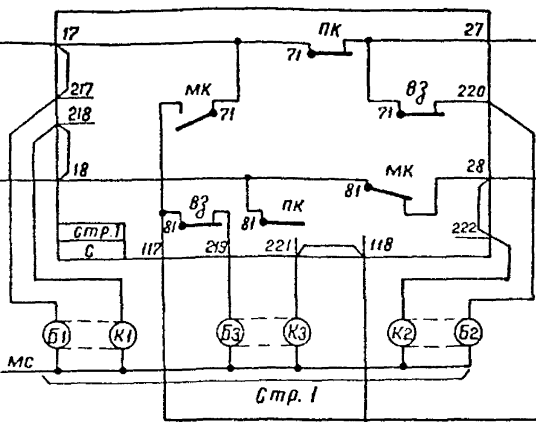 17 ПК 27
71
217 МК ВЗ 220
71 71
218
18 МК 28
81
ВЗ
81 81 ПК
Стр.1 222
С 117 219 221 118
Б1 К1 Б3 К3 К2 Б2
МС
Стр. 1